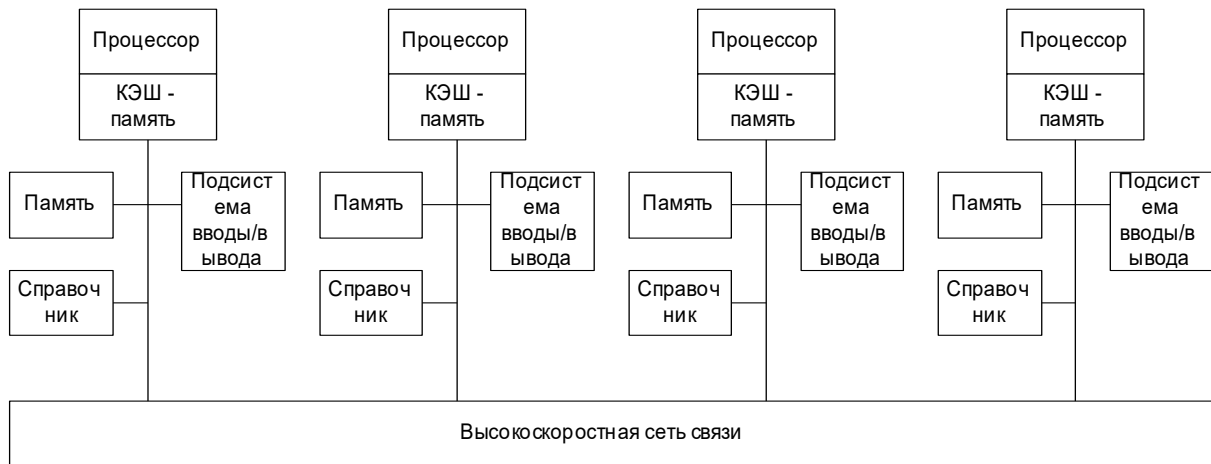 Процессор
КЭШ -
память
Память
Подсист
ема
вводы/в
ывода
Справоч
ник
Процессор
КЭШ -
память
Память
Подсист
ема
вводы/в
ывода
Справоч
ник
Процессор
КЭШ -
память
Память
Подсист
ема
вводы/в
ывода
Справоч
ник
Процессор
КЭШ -
память
Память
Подсист
ема
вводы/в
ывода
Справоч
ник
Высокоскоростная сеть связи